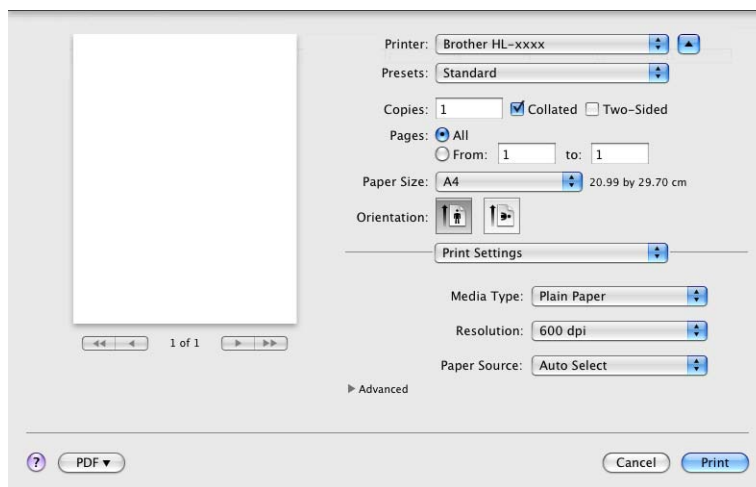 Printer: Brother HL-xxxx
Presets: Standard
Copies: 1 Collated Two-Sided
Pages: All
From: 1 to: 1
Paper Size: A4 20.99 by 29.70 cm
Orientation:
Print Settings
Media Type: Plain Paper
Resolution: 600 dpi
Paper Source: Auto Select
Advanced
1 of 1
? PDF▼ Cancel Print